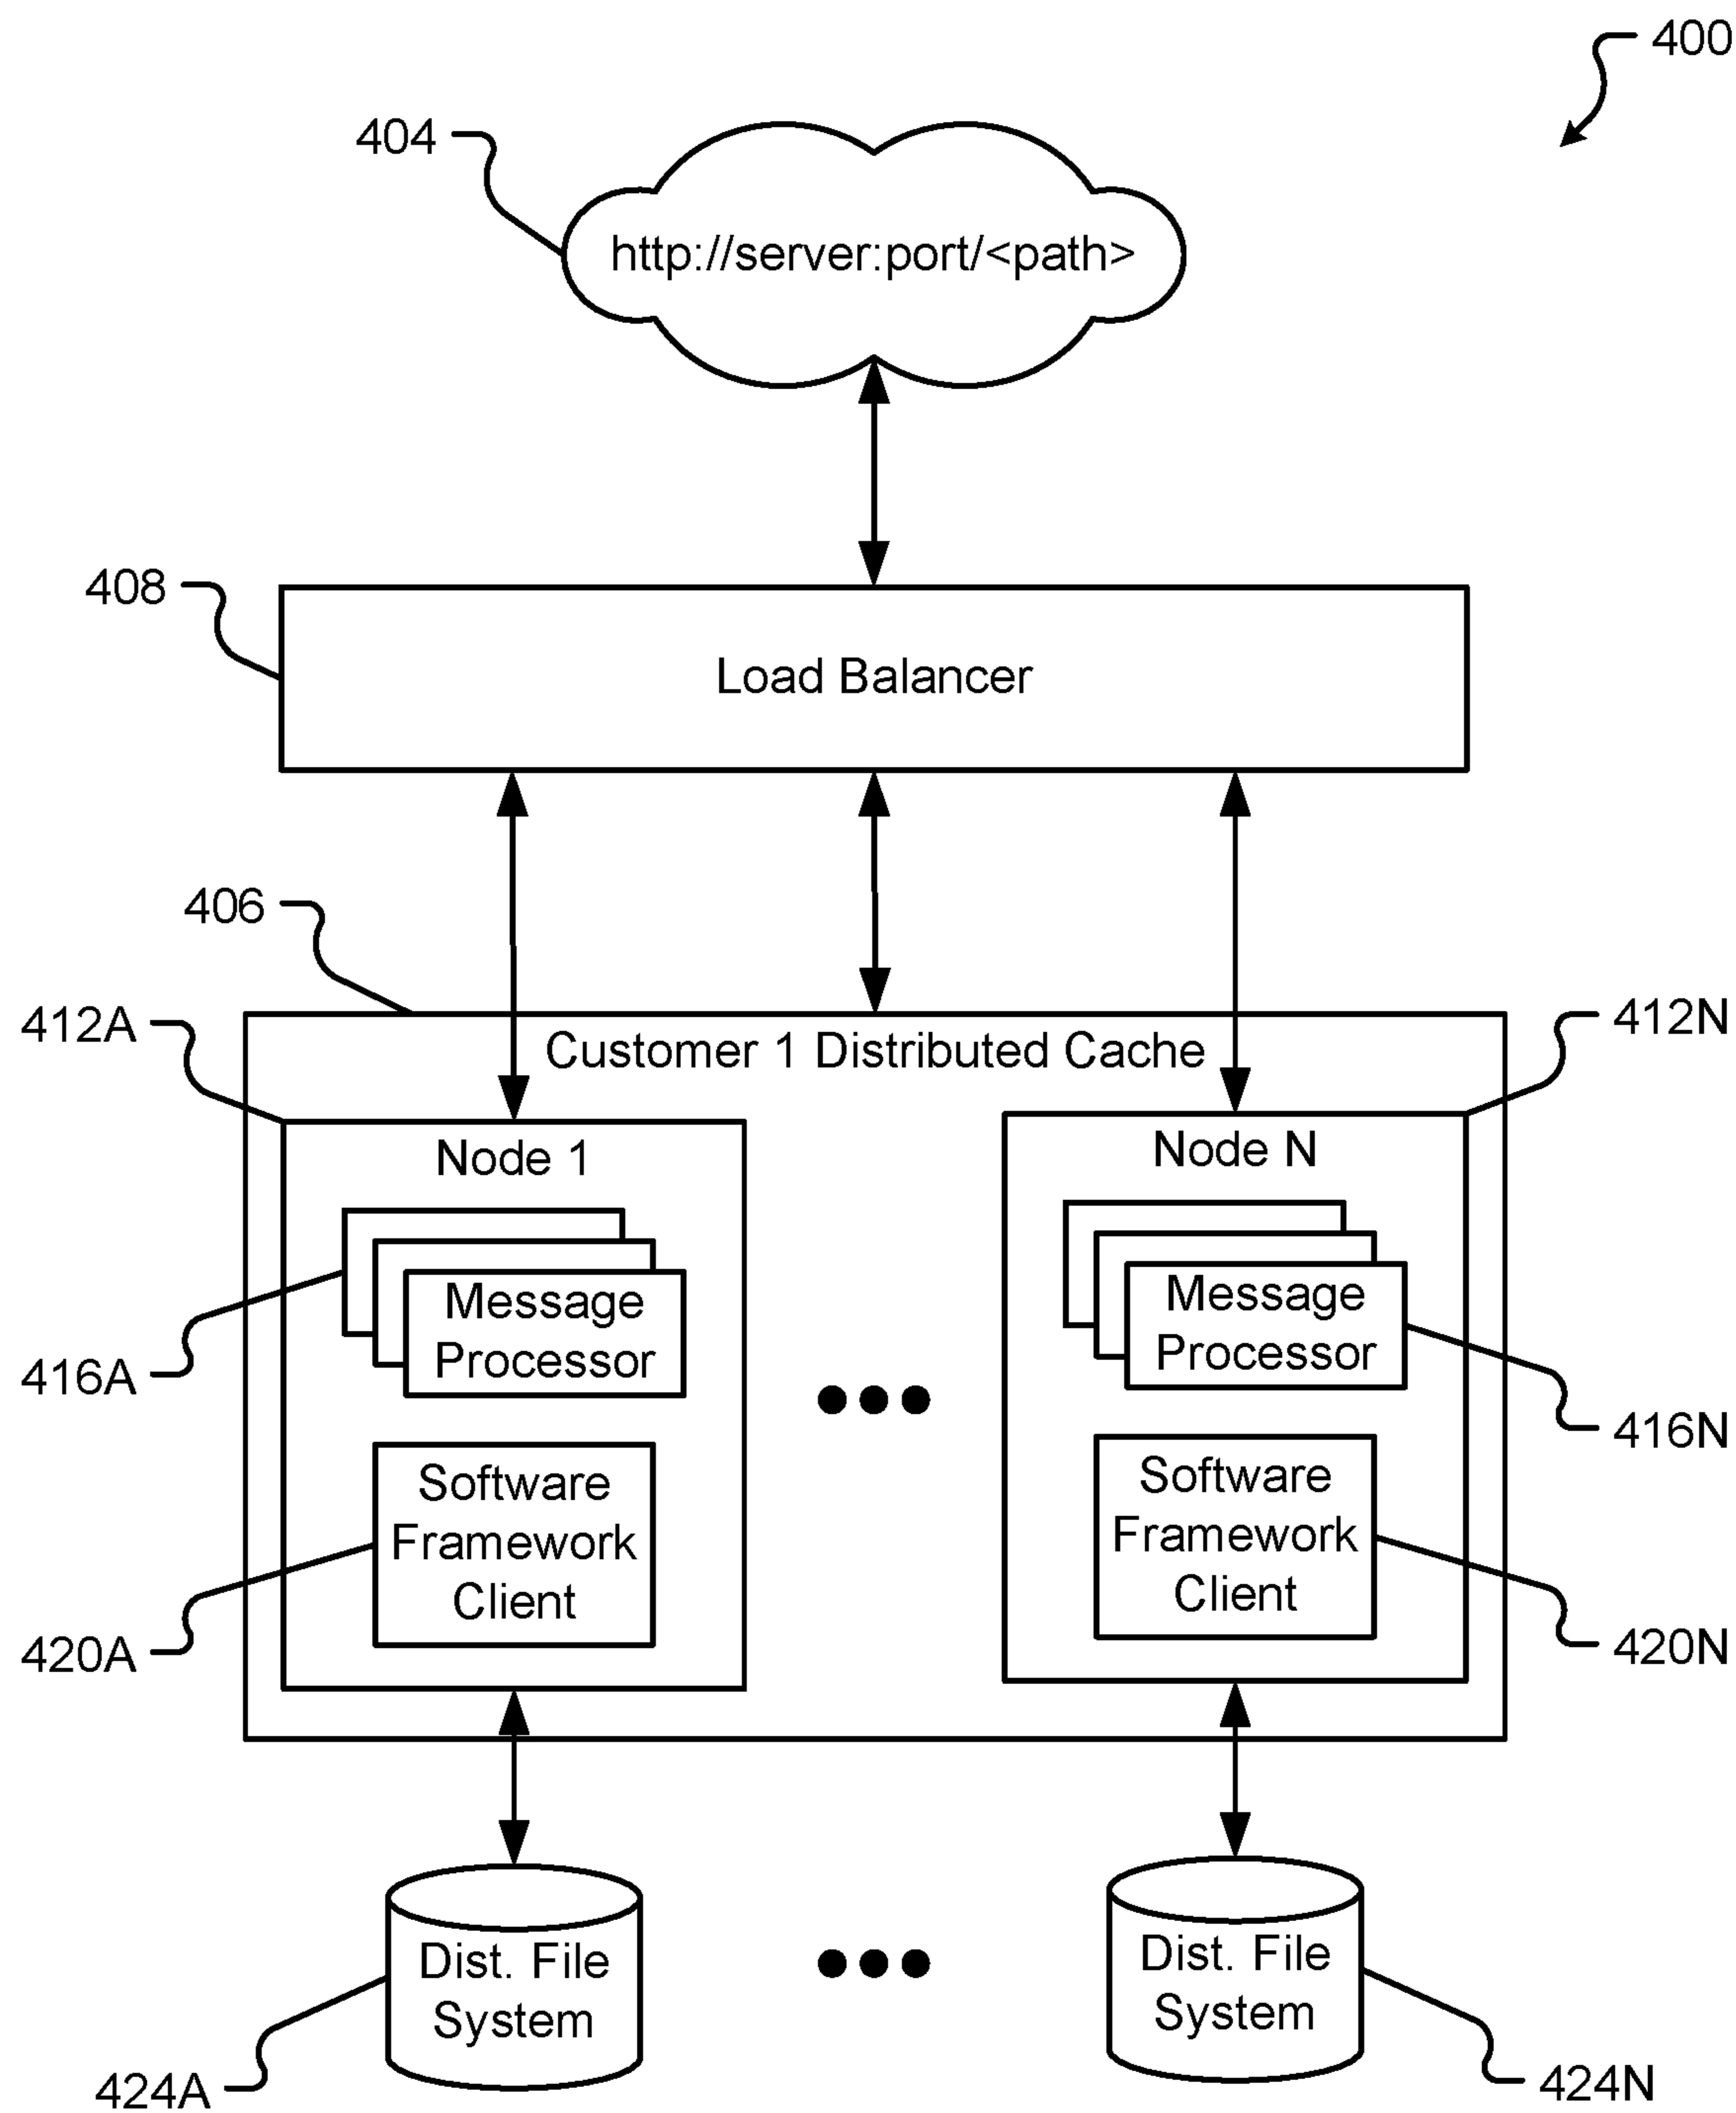 400
404
http://server:port/<path>
408
Load Balancer
406
412A
412N
Customer 1 Distributed Cache
Node 1
Node N
Message
Processor
Message
Processor
416A
416N
Software
Framework
Client
Software
Framework
Client
420A
420N
Dist. File
System
Dist. File
System
424A
424N